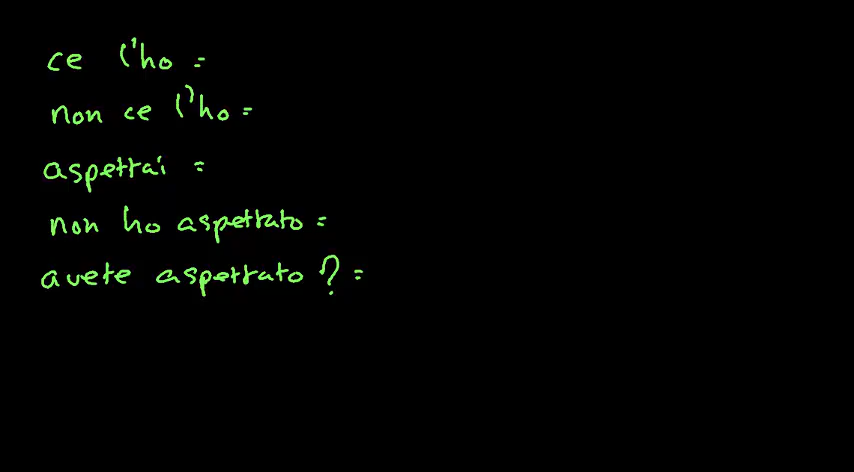 ce l'ho =
non ce l'ho =
aspettai =
non ho aspettato =
avete aspettato ? =